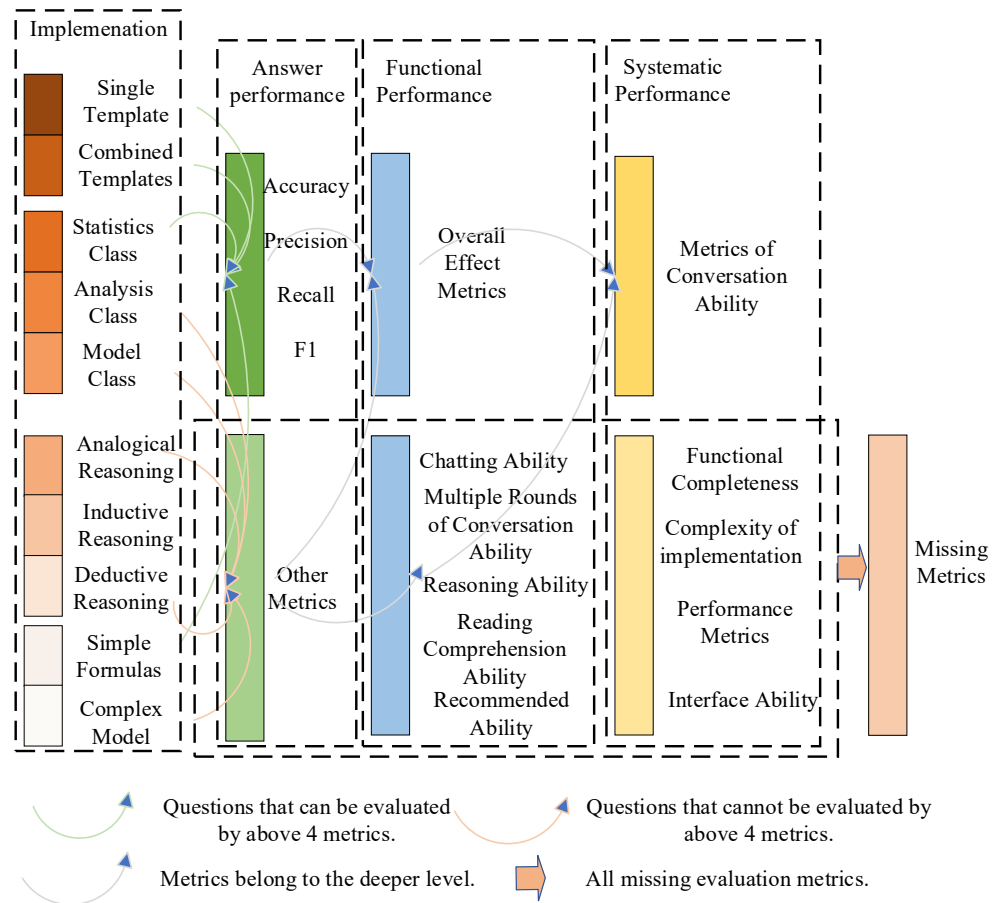 Implemenation
Single
Template
Combined
Templates
Statistics
Class
Analysis
Class
Model
Class
Analogical
Reasoning
Inductive
Reasoning
Deductive
Reasoning
Simple
Formulas
Complex
Model
Answer
performance
Accuracy
Precision
Recall
F1
Other
Metrics
Functional
Performance
Overall
Effect
Metrics
Chatting Ability
Multiple Rounds
of Conversation
Ability
Reasoning Ability
Reading
Comprehension
Ability
Recommended
Ability
Systematic
Performance
Metrics of
Conversation
Ability
Functional
Completeness
Complexity of
implementation
Performance
Metrics
Interface Ability
Missing
Metrics
Questions that can be evaluated
by above 4 metrics.
Questions that cannot be evaluated by
above 4 metrics.
Metrics belong to the deeper level.
All missing evaluation metrics.